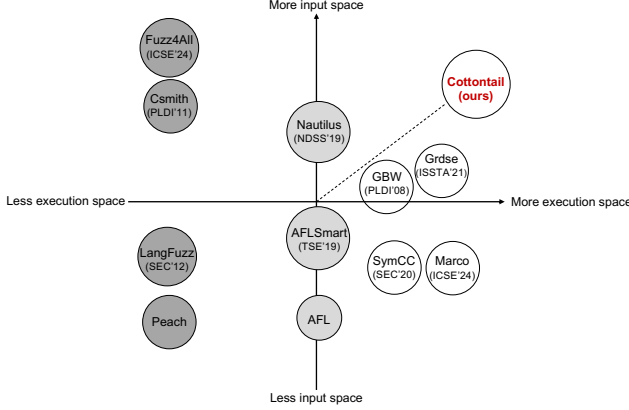 More input space
Fuzz4All
(ICSE'24)
Csmith
(PLDI'11)
Cottontail
(ours)
Nautilus
(NDSS'19)
Grdse
(ISSTA'21)
GBW
(PLDI'08)
Less execution space
More execution space
AFLSmart
(TSE'19)
LangFuzz
(SEC'12)
SymCC
(SEC'20)
Marco
(ICSE'24)
Peach
AFL
Less input space